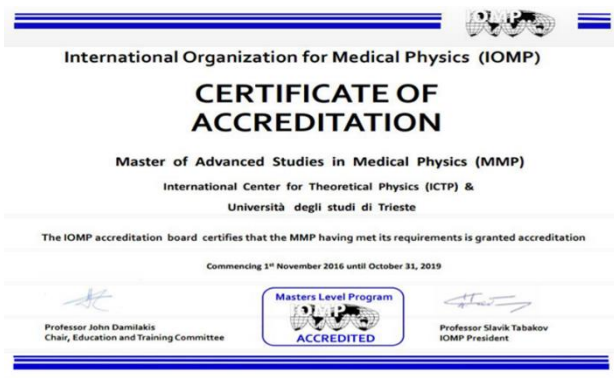 IOMP
International Organization for Medical Physics (IOMP)
CERTIFICATE OF
ACCREDITATION
Master of Advanced Studies in Medical Physics (MMP)
International Center for Theoretical Physics (ICTP) &
Università degli studi di Trieste
The IOMP accreditation board certifies that the MMP having met its requirements is granted accreditation
Commencing 1st November 2016 until October 31, 2019
Masters Level Program
IOMP
ACCREDITED
Professor John Damilakis
Chair, Education and Training Committee
Professor Slavik Tabakov
IOMP President